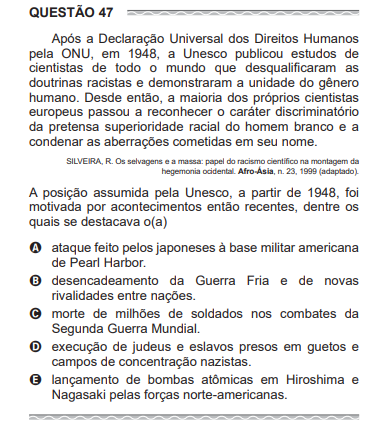 QUESTÃO 47
Após a Declaração Universal dos Direitos Humanos
pela ONU, em 1948, a Unesco publicou estudos de
cientistas de todo o mundo que desqualificaram as
doutrinas racistas e demonstraram a unidade do gênero
humano. Desde então, a maioria dos próprios cientistas
europeus passou a reconhecer o caráter discriminatório
da pretensa superioridade racial do homem branco e a
condenar as aberrações cometidas em seu nome.
SILVEIRA, R. Os selvagens e a massa: papel do racismo científico na montagem da
hegemonia ocidental. Afro-Ásia, n. 23, 1999 (adaptado).
A posição assumida pela Unesco, a partir de 1948, foi
motivada por acontecimentos então recentes, dentre os
quais se destacava o(a)
A ataque feito pelos japoneses à base militar americana
de Pearl Harbor.
B desencadeamento da Guerra Fria e de novas
rivalidades entre nações.
C morte de milhões de soldados nos combates da
Segunda Guerra Mundial.
D execução de judeus e eslavos presos em guetos e
campos de concentração nazistas.
E lançamento de bombas atômicas em Hiroshima e
Nagasaki pelas forças norte-americanas.